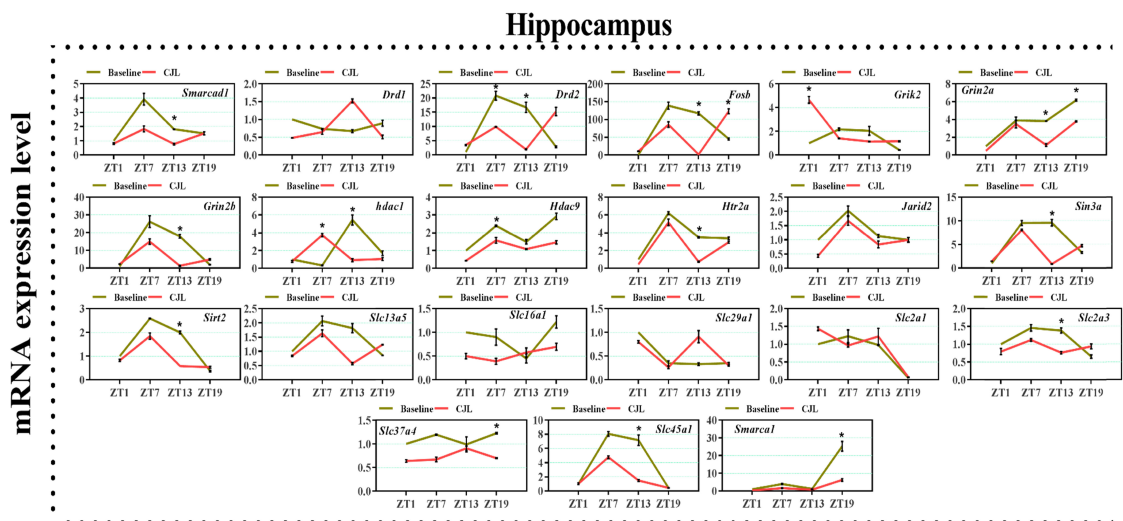 Hippocampus
mRNA expression level
Baseline CJL Baseline CJL Baseline CJL Baseline CJL Baseline CJL Baseline CJL
Smarcad1 Drd1 Drd2 Fosb Grik2 Grin2a
5 2.0 25 200 6 8
4 1.5 20 150 4 6
3 1.0 15 100 2 4
2 0.5 10 50 0 2
1 0.0 5 0 0
0 0
* * * * * * * *
ZT1 ZT7 ZT13 ZT19 ZT1 ZT7 ZT13 ZT19 ZT1 ZT7 ZT13 ZT19 ZT1 ZT7 ZT13 ZT19 ZT1 ZT7 ZT13 ZT19 ZT1 ZT7 ZT13 ZT19
Baseline CJL Baseline CJL Baseline CJL Baseline CJL Baseline CJL Baseline CJL
Grin2b hdac1 Hdac9 Htr2a Jarid2 Sin3a
40 8 4 8 2.5 15
30 6 3 6 2.0 10
20 4 2 4 1.5 5
10 2 1 2 1.0 0
0 0 0 0 0.5
0.0
* * * * * *
ZT1 ZT7 ZT13 ZT19 ZT1 ZT7 ZT13 ZT19 ZT1 ZT7 ZT13 ZT19 ZT1 ZT7 ZT13 ZT19 ZT1 ZT7 ZT13 ZT19 ZT1 ZT7 ZT13 ZT19
Baseline CJL Baseline CJL Baseline CJL Baseline CJL Baseline CJL Baseline CJL
Sirt2 Slc13a5 Slc16a1 Slc29a1 Slc2a1 Slc2a3
3 2.5 1.5 1.5 2.0 2.0
2 2.0 1.0 1.0 1.5 1.5
1 1.5 0.5 0.5 1.0 1.0
0 1.0 0.0 0.0 0.5 0.5
0.5 0.0 0.0
0.0
* *
ZT1 ZT7 ZT13 ZT19 ZT1 ZT7 ZT13 ZT19 ZT1 ZT7 ZT13 ZT19 ZT1 ZT7 ZT13 ZT19 ZT1 ZT7 ZT13 ZT19 ZT1 ZT7 ZT13 ZT19
Baseline CJL Baseline CJL Baseline CJL
Slc37a4 Slc45a1 Smarca1
1.5 8 40
1.0 6 30
0.5 4 20
0.0 2 10
0 0
* * *
ZT1 ZT7 ZT13 ZT19 ZT1 ZT7 ZT13 ZT19 ZT1 ZT7 ZT13 ZT19